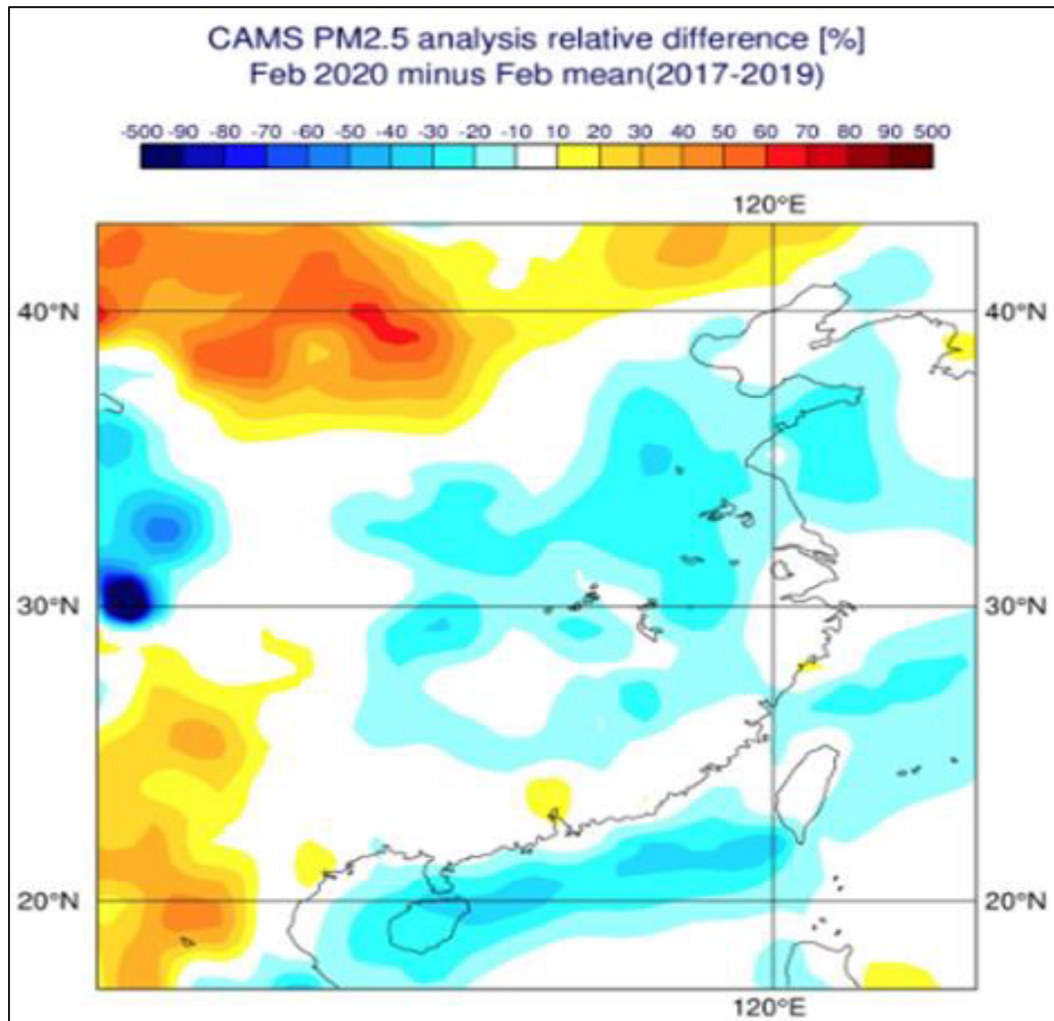 CAMS PM2.5 analysis relative difference [%]
Feb 2020 minus Feb mean(2017-2019)
-500 -90 -80 -70 -60 -50 -40 -30 -20 -10 10 20 30 40 50 60 70 80 90 500
120°E
40°N 40°N
30°N 30°N
20°N 20°N
120°E